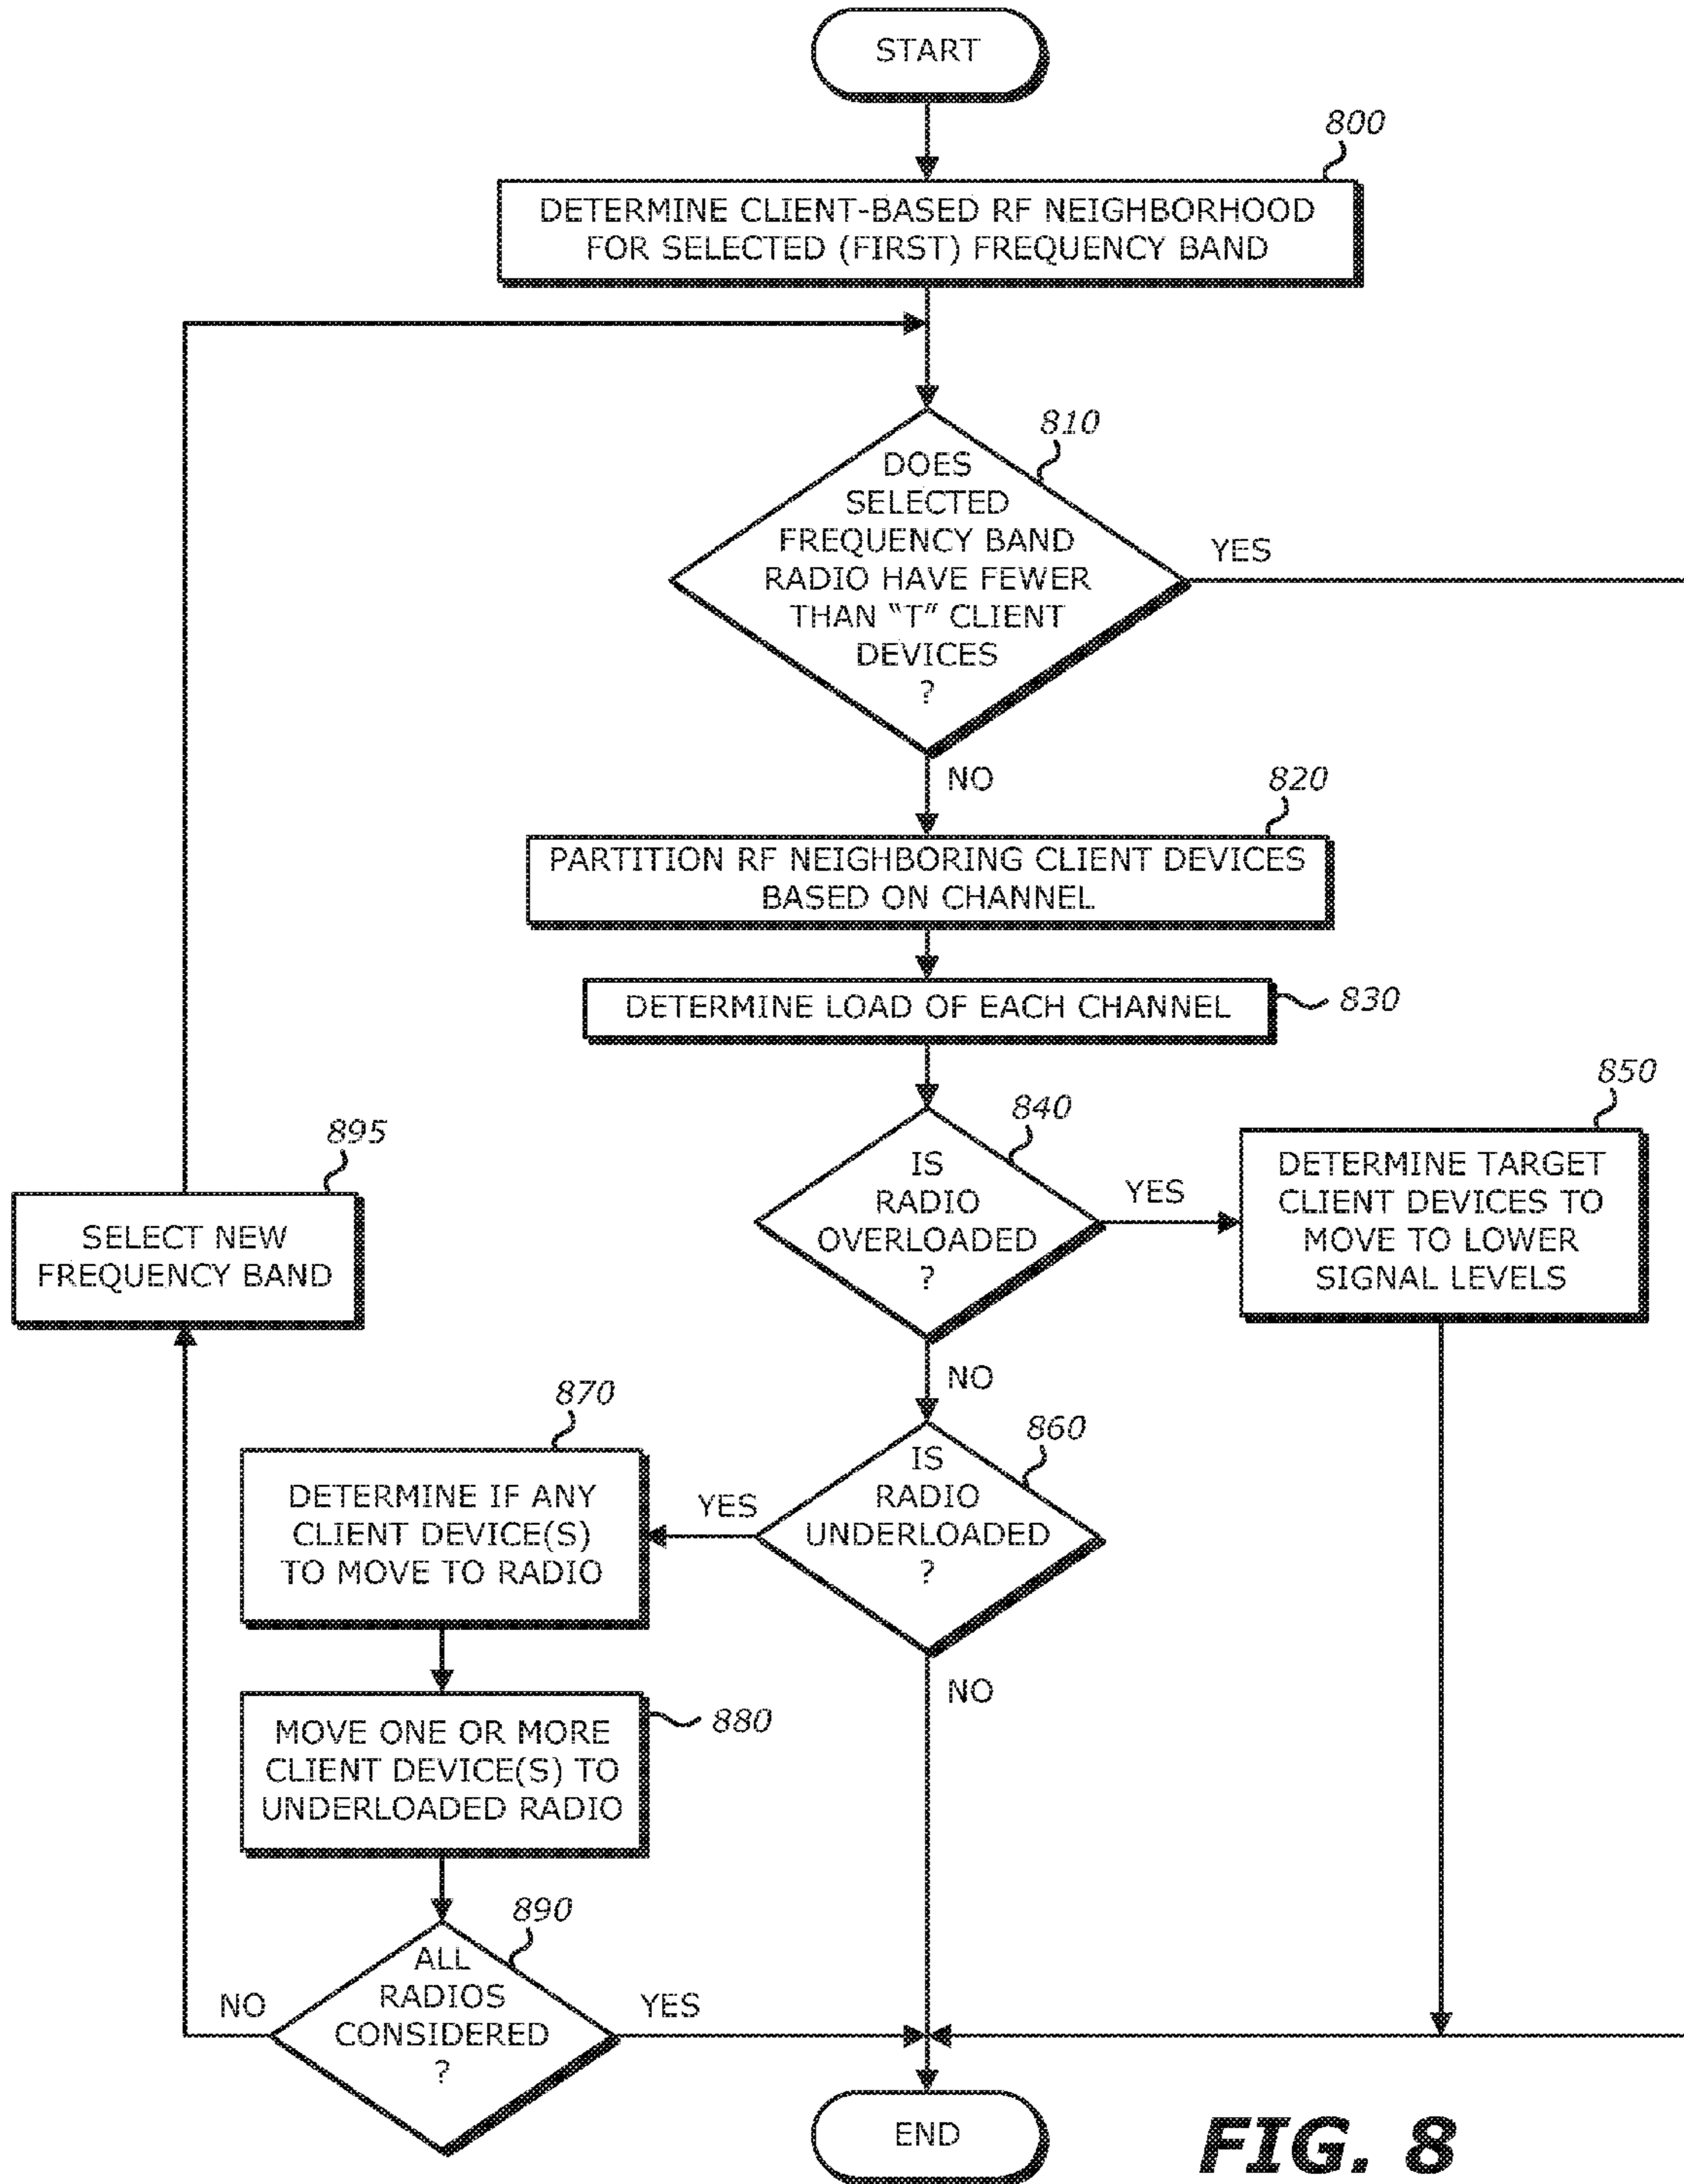 START
800
DETERMINE CLIENT-BASED RF NEIGHBORHOOD
FOR SELECTED (FIRST) FREQUENCY BAND
810
DOES
SELECTED
FREQUENCY BAND
RADIO HAVE FEWER
THAN "T" CLIENT
DEVICES
?
YES
NO
820
PARTITION RF NEIGHBORING CLIENT DEVICES
BASED ON CHANNEL
DETERMINE LOAD OF EACH CHANNEL
830
840
IS
RADIO
OVERLOADED
?
YES
850
DETERMINE TARGET
CLIENT DEVICES TO
MOVE TO LOWER
SIGNAL LEVELS
895
SELECT NEW
FREQUENCY BAND
NO
860
IS
RADIO
UNDERLOADED
?
YES
870
DETERMINE IF ANY
CLIENT DEVICE(S)
TO MOVE TO RADIO
NO
MOVE ONE OR MORE
CLIENT DEVICE(S) TO
UNDERLOADED RADIO
880
890
ALL
RADIOS
CONSIDERED
?
NO
YES
END
FIG. 8